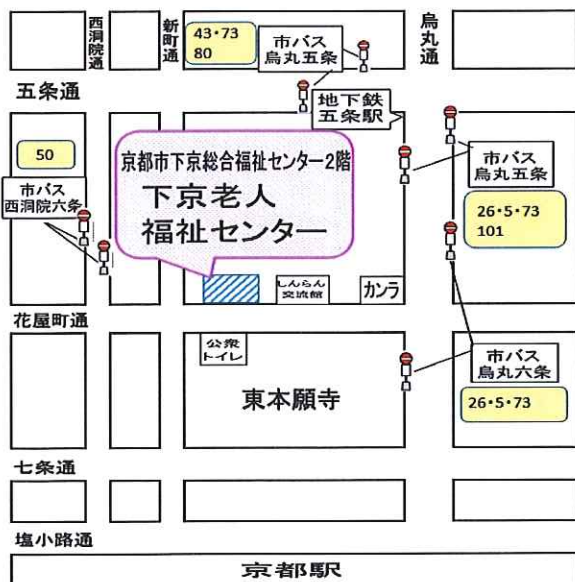 西洞院通
新町通
烏丸通
43・73
80
市バス
烏丸五条
五条通
地下鉄
五条駅
50
市バス
西洞院六条
京都市下京総合福祉センター2階
下京老人
福祉センター
市バス
烏丸五条
26・5・73
101
しんらん
交流館
カンラ
花屋町通
公衆
トイレ
東本願寺
市バス
烏丸六条
26・5・73
七条通
塩小路通
京都駅